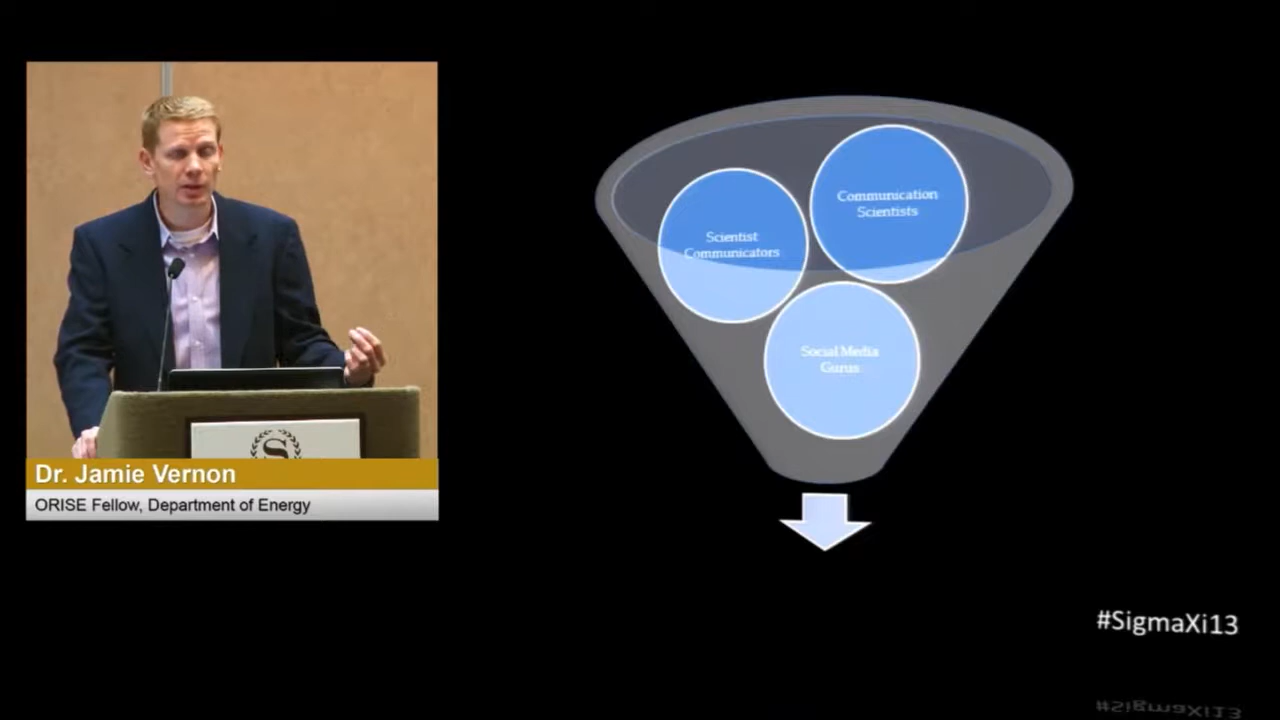 Communication
Scientists
Scientist
Communicators
Social Media
Gurus
S
Dr. Jamie Vernon
ORISE Fellow, Department of Energy
#SigmaXi13